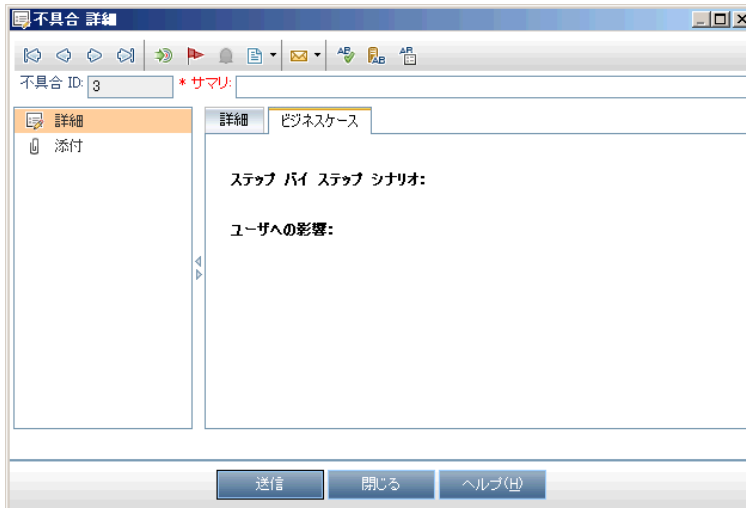 不具合 詳細
不具合 ID: 3 * サマリ:
詳細
添付
詳細 ビジネスケース
ステップ バイ ステップ シナリオ:
ユーザへの影響:
送信 閉じる ヘルプ(H)